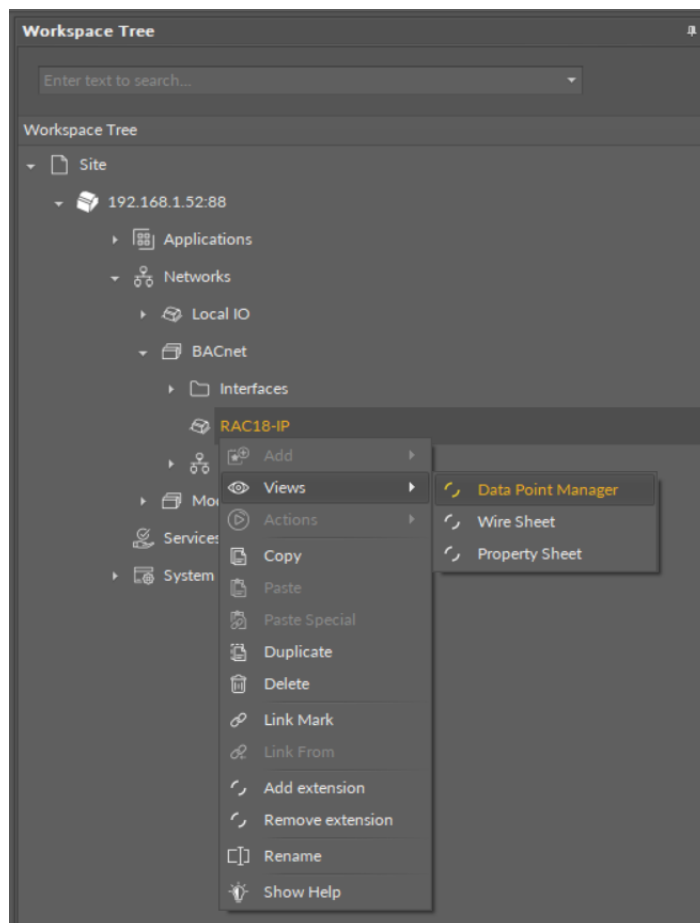 Workspace Tree
Enter text to search...
Workspace Tree
Site
192.168.1.52:88
Applications
Networks
Local IO
BACnet
Interfaces
RAC18-IP
Add
Views
Data Point Manager
Actions
Wire Sheet
Services
Copy
Property Sheet
System
Paste
Paste Special
Duplicate
Delete
Link Mark
Link From
Add extension
Remove extension
Rename
Show Help